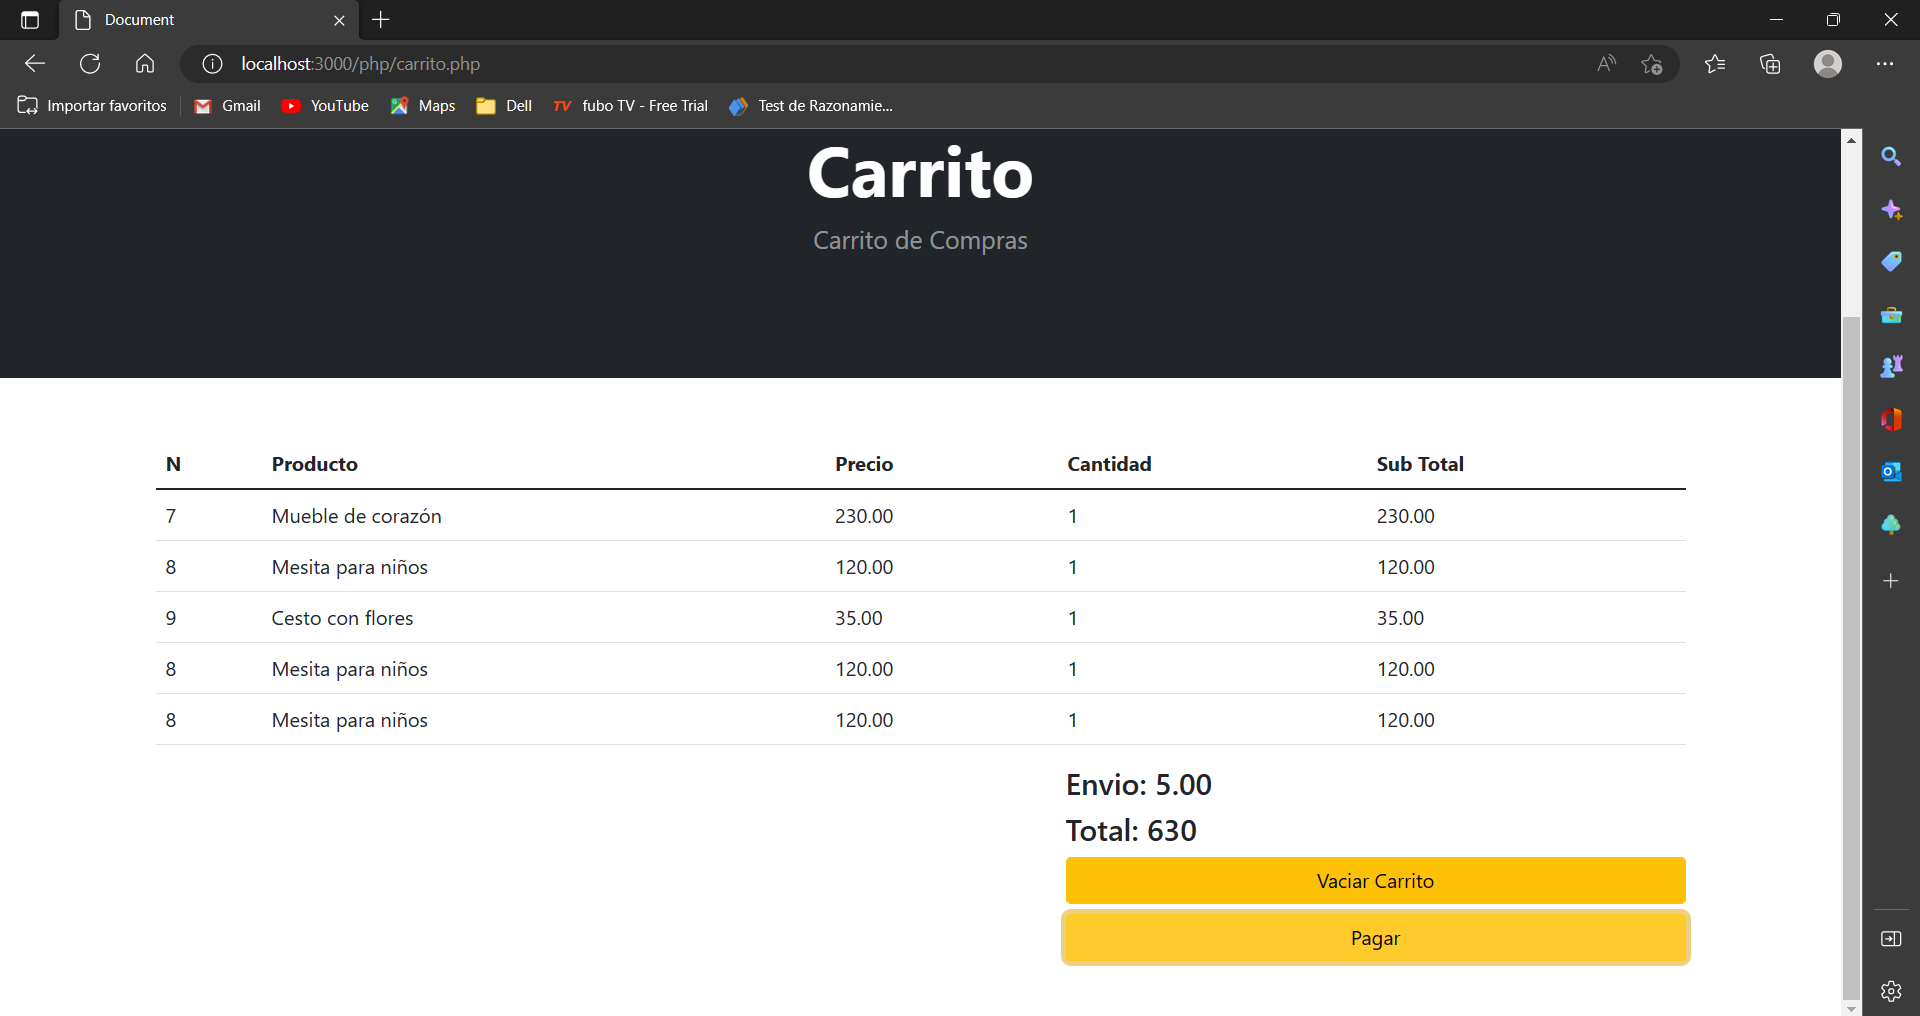 Document
localhost:3000/php/carrito.php
Importar favoritos Gmail YouTube Maps Dell TV fubo TV - Free Trial Test de Razonamie...
Carrito
Carrito de Compras
N Producto Precio Cantidad Sub Total
7 Mueble de corazón 230.00 1 230.00
8 Mesita para niños 120.00 1 120.00
9 Cesto con flores 35.00 1 35.00
8 Mesita para niños 120.00 1 120.00
8 Mesita para niños 120.00 1 120.00
Envio: 5.00
Total: 630
Vaciar Carrito
Pagar